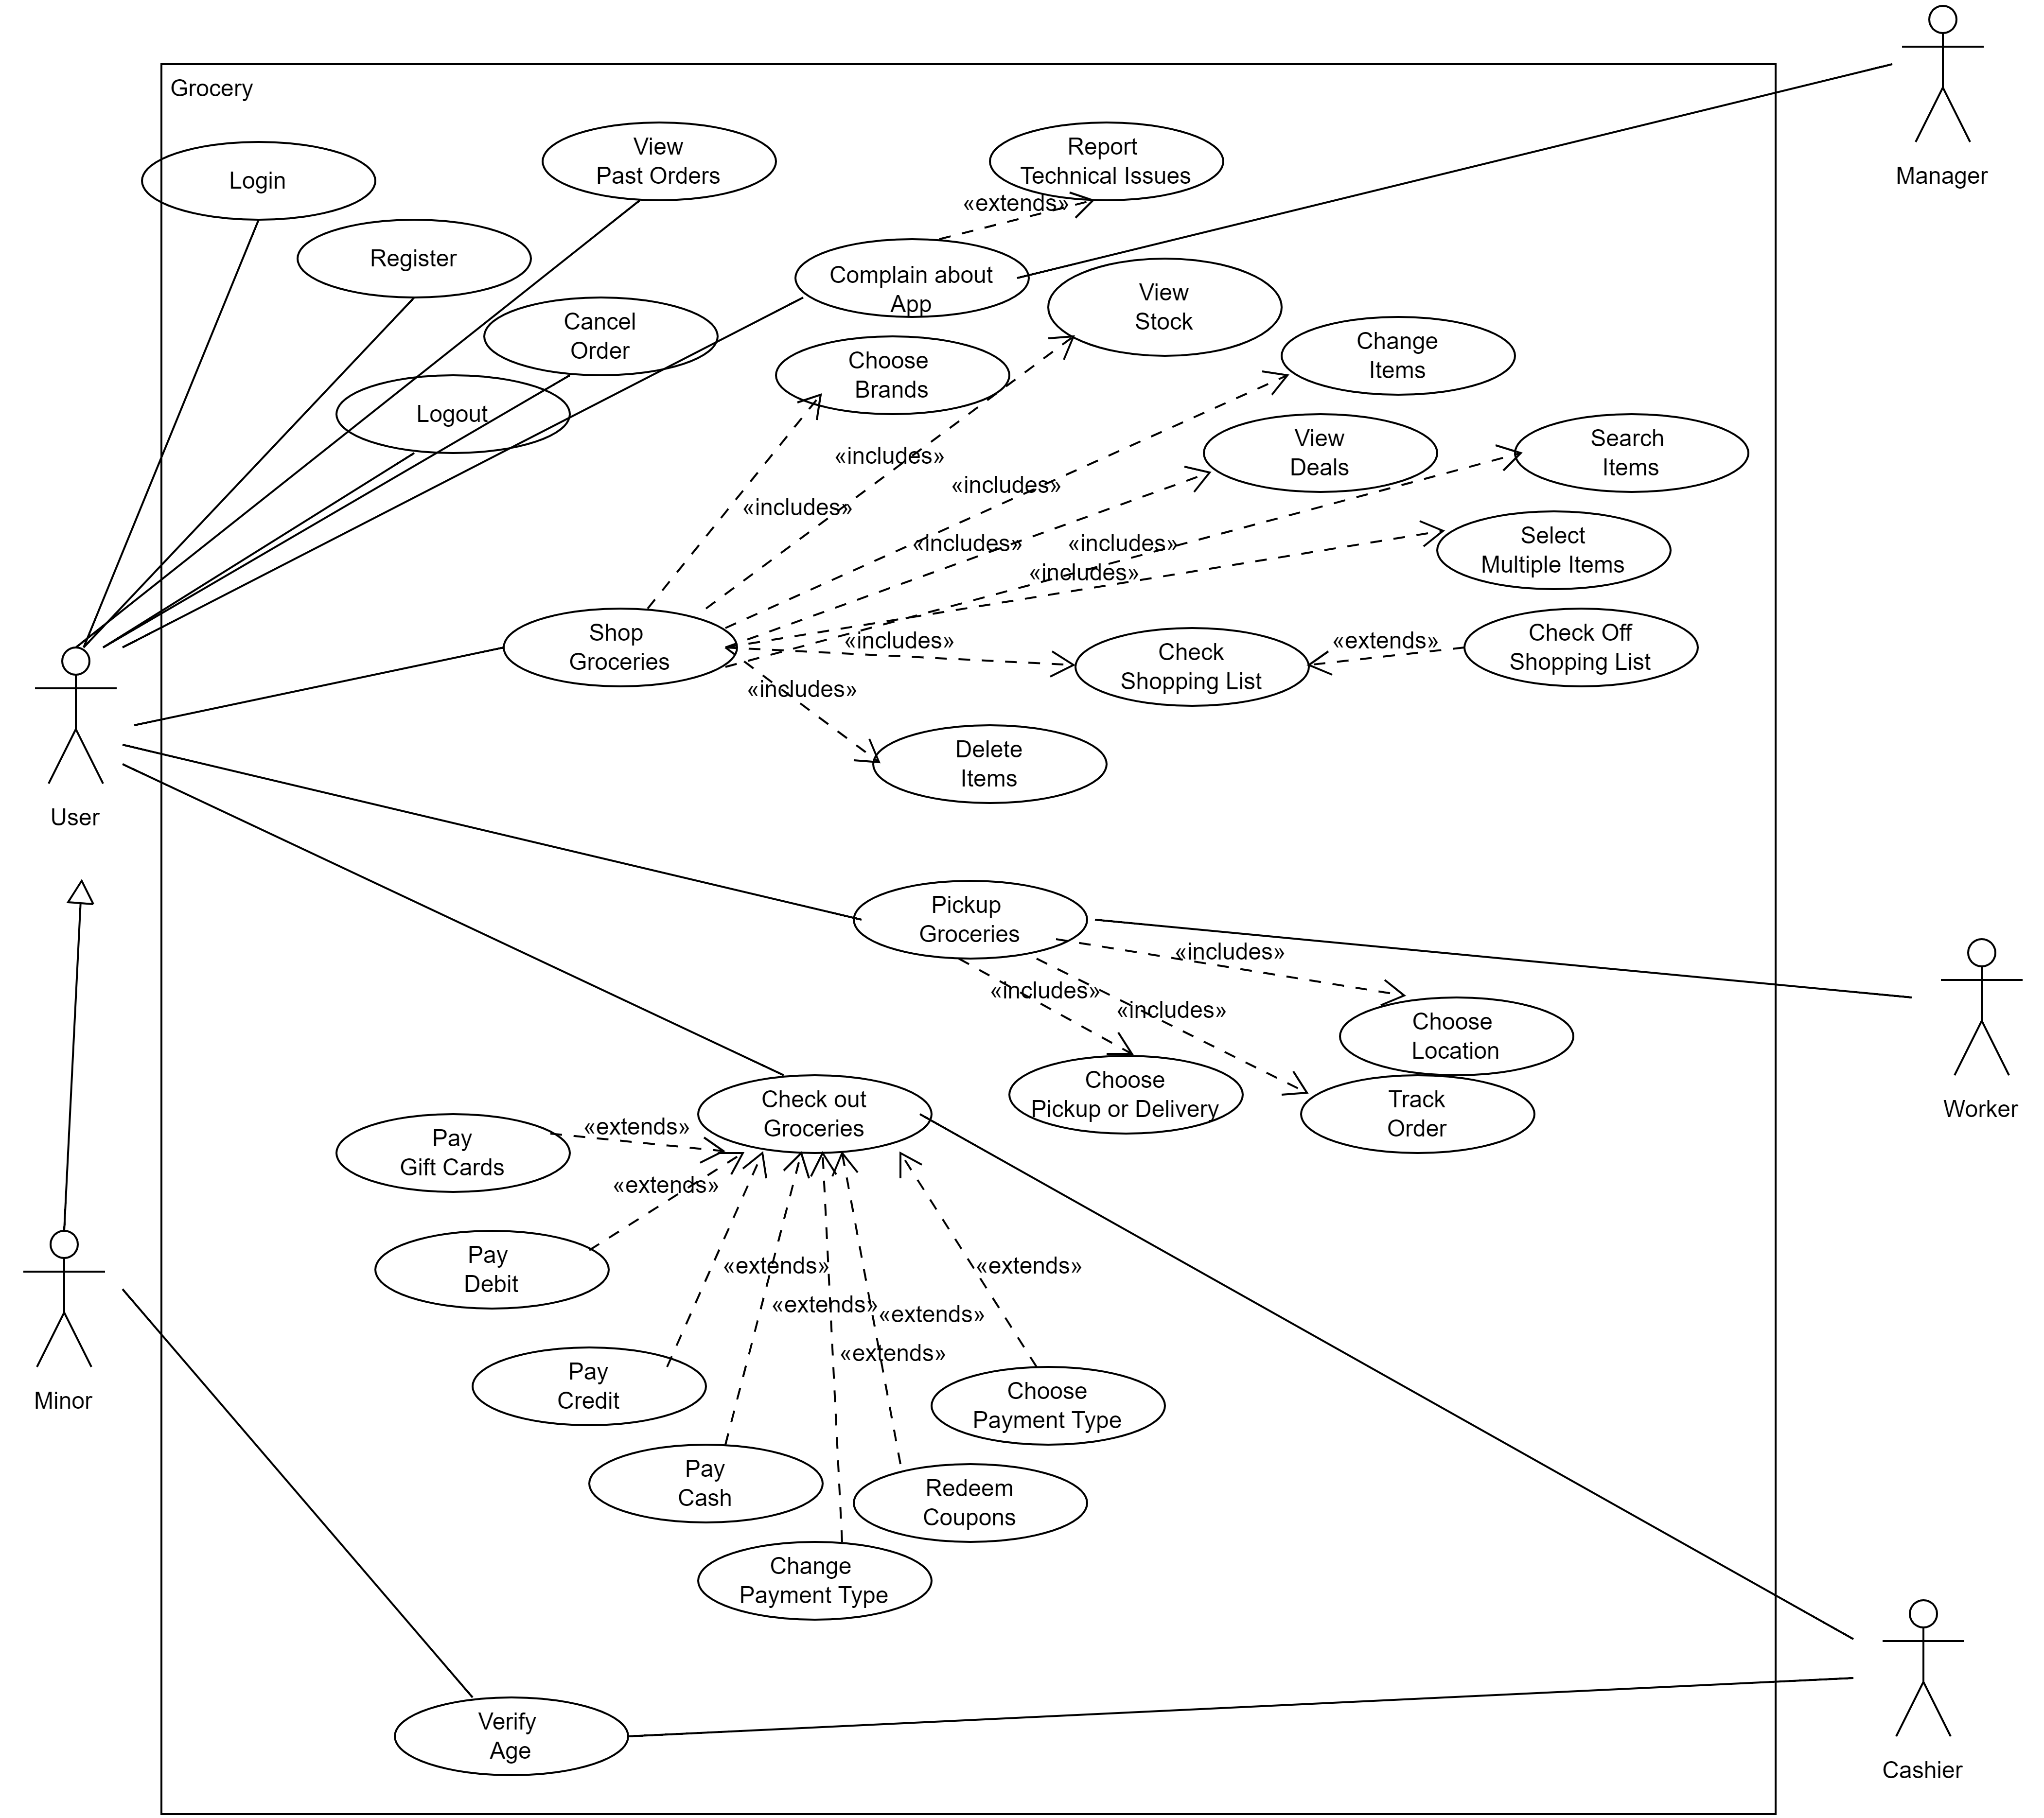 Grocery
Manager
Login
View
Past Orders
Report
Technical Issues
«extends»
Register
Complain about
App
View
Stock
Cancel
Order
Choose
Brands
Change
Items
Logout
View
Deals
Search
Items
«includes»
«includes»
«includes»
«includes»
«includes»
«includes»
Select
Multiple Items
Shop
Groceries
«includes»
Check
Shopping List
«extends»
Check Off
Shopping List
«includes»
Delete
Items
User
Pickup
Groceries
«includes»
«includes»
«includes»
Choose
Location
Choose
Pickup or Delivery
Track
Order
Worker
Check out
Groceries
Pay
Gift Cards
«extends»
«extends»
Pay
Debit
«extends»
«extends»
«extends»
«extends»
«extends»
Pay
Credit
Choose
Payment Type
Minor
Pay
Cash
Redeem
Coupons
Change
Payment Type
Verify
Age
Cashier